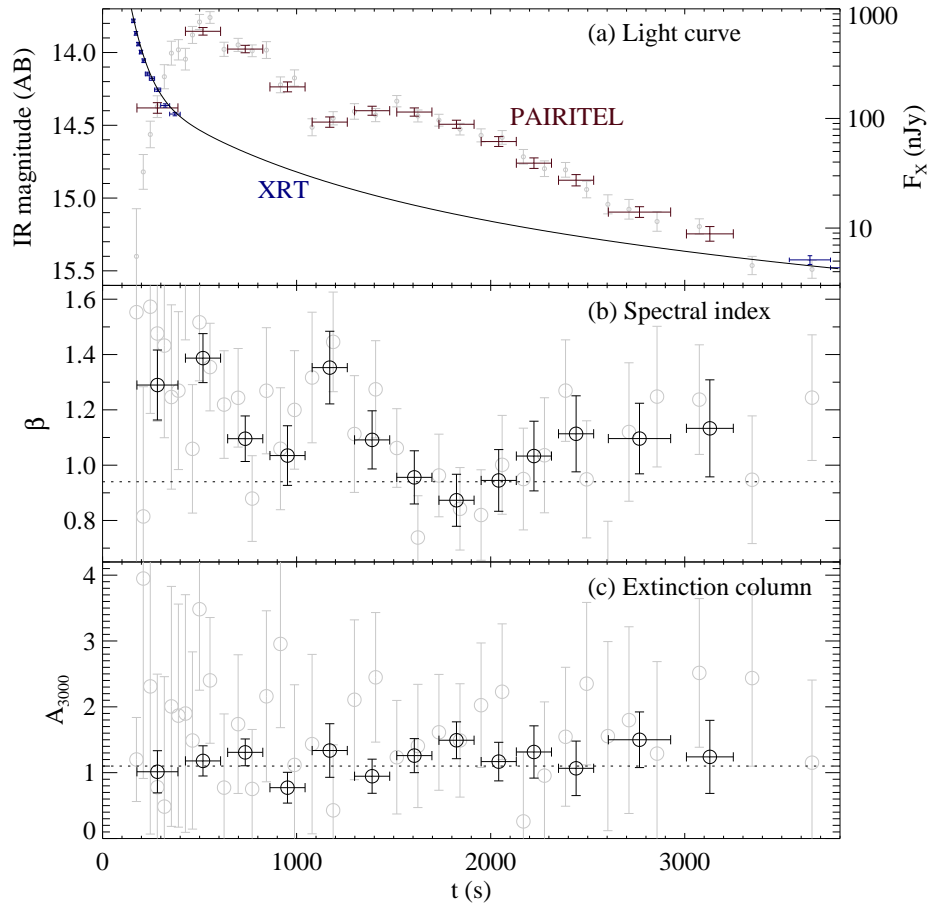 (a) Light curve
PAIRITEL
XRT
IR magnitude (AB)
14.0
14.5
15.0
15.5
1000
100
10
F_X (nJy)
(b) Spectral index
β
1.6
1.4
1.2
1.0
0.8
(c) Extinction column
A_3000
4
3
2
1
0
0 1000 2000 3000
t (s)